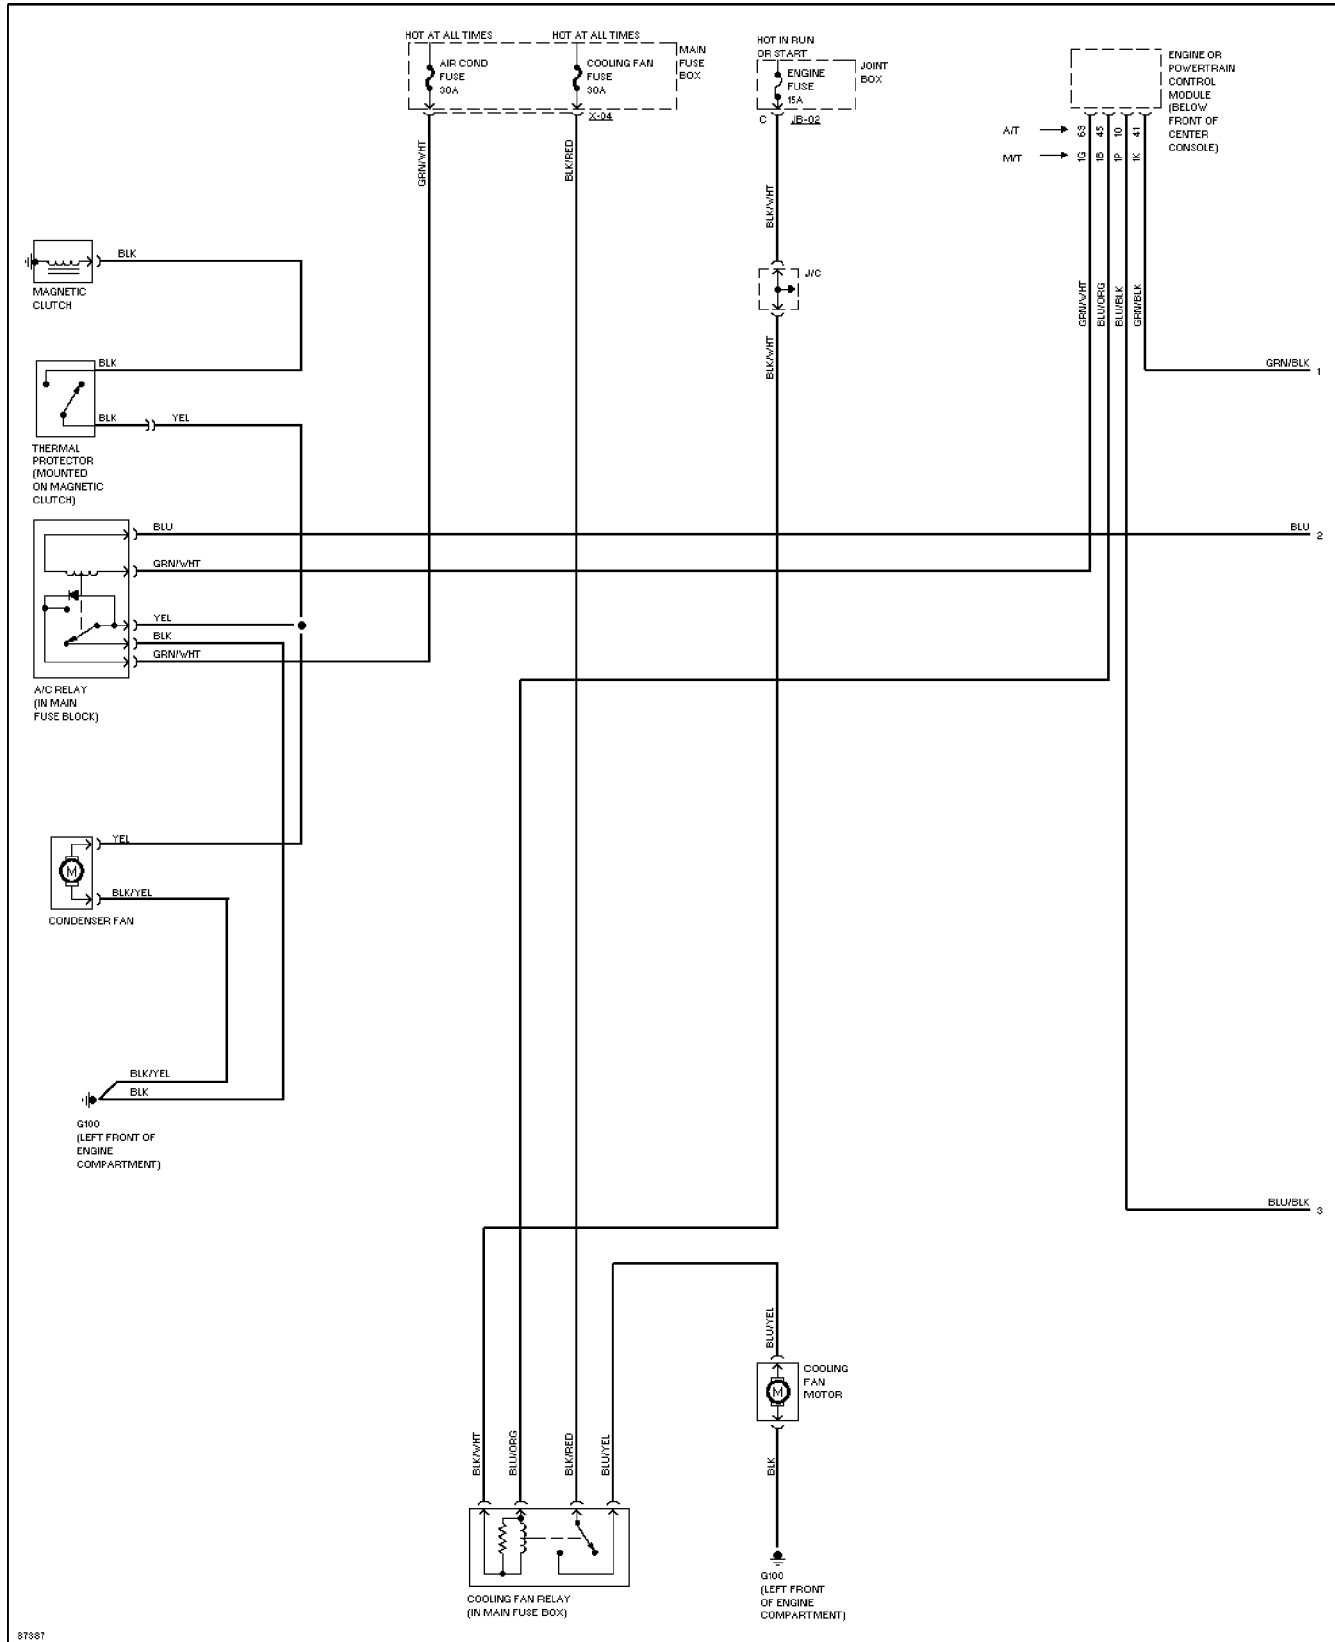 HOT AT ALL TIMES
HOT AT ALL TIMES
AIR COND
FUSE
30A
COOLING FAN
FUSE
30A
MAIN
FUSE
BOX
X-04
HOT IN RUN
OR START
ENGINE
FUSE
15A
JOINT
BOX
C
JB-02
ENGINE OR
POWERTRAIN
CONTROL
MODULE
(BELOW
FRONT OF
CENTER
CONSOLE)
A/T
63
45
10
41
M/T
1G
1B
1P
1K
GRN/WHT
BLK/RED
BLK/WHT
J/C
BLK/WHT
GRN/WHT
BLU/ORG
BLU/BLK
GRN/BLK
BLK
MAGNETIC
CLUTCH
BLK
BLK
YEL
THERMAL
PROTECTOR
(MOUNTED
ON MAGNETIC
CLUTCH)
GRN/BLK
1
BLU
BLU
2
GRN/WHT
YEL
BLK
GRN/WHT
A/C RELAY
(IN MAIN
FUSE BLOCK)
YEL
M
BLK/YEL
CONDENSER FAN
BLK/YEL
BLK
G100
(LEFT FRONT OF
ENGINE
COMPARTMENT)
BLU/BLK
3
BLU/YEL
COOLING
FAN
MOTOR
M
BLK
BLK/WHT
BLU/ORG
BLK/RED
BLU/YEL
COOLING FAN RELAY
(IN MAIN FUSE BOX)
G100
(LEFT FRONT
OF ENGINE
COMPARTMENT)
87387